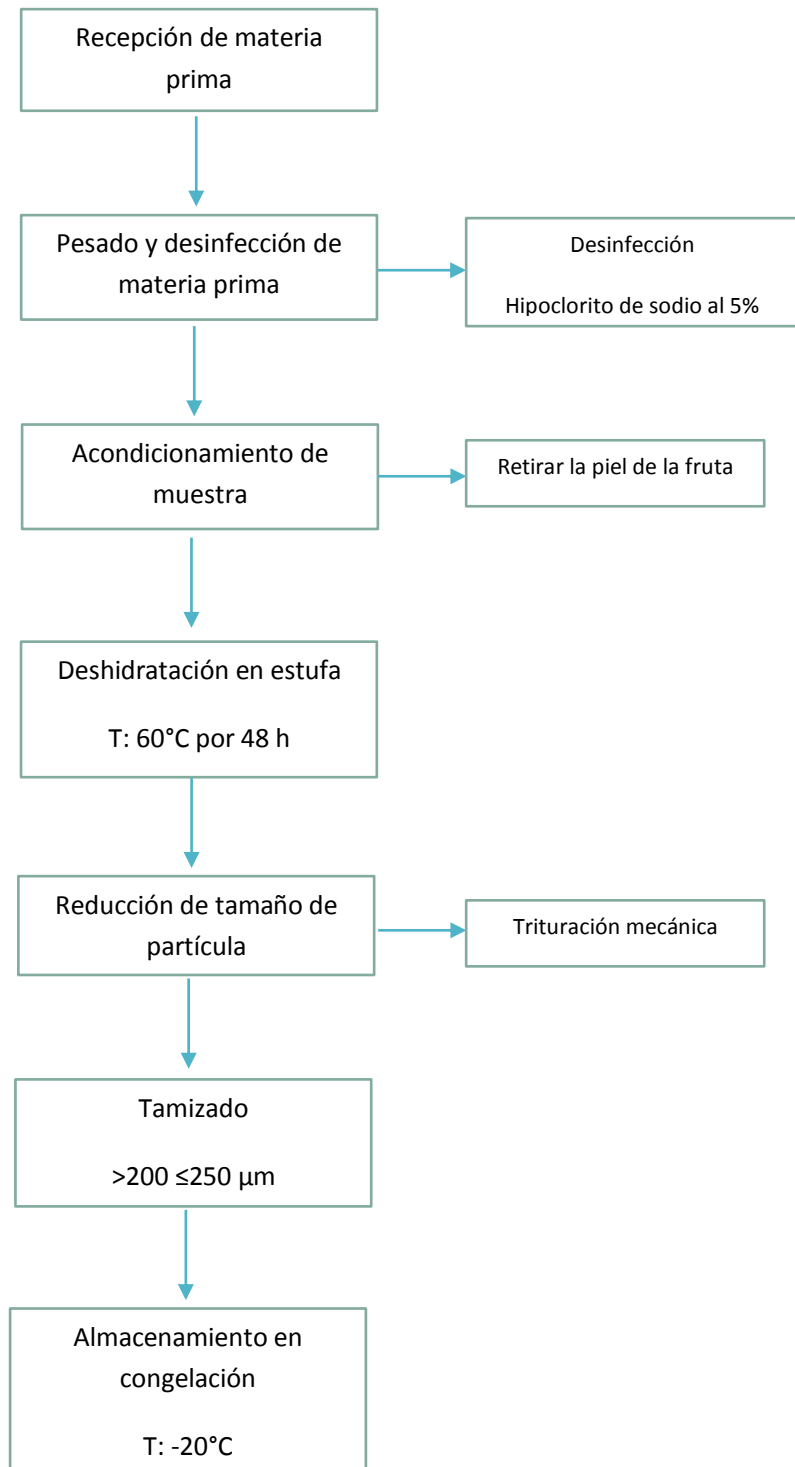 Recepción de materia
prima
Pesado y desinfección de
materia prima
Desinfección
Hipoclorito de sodio al 5%
Acondicionamiento de
muestra
Retirar la piel de la fruta
Deshidratación en estufa
T: 60°C por 48 h
Reducción de tamaño de
partícula
Trituración mecánica
Tamizado
>200 ≤250 µm
Almacenamiento en
congelación
T: -20°C